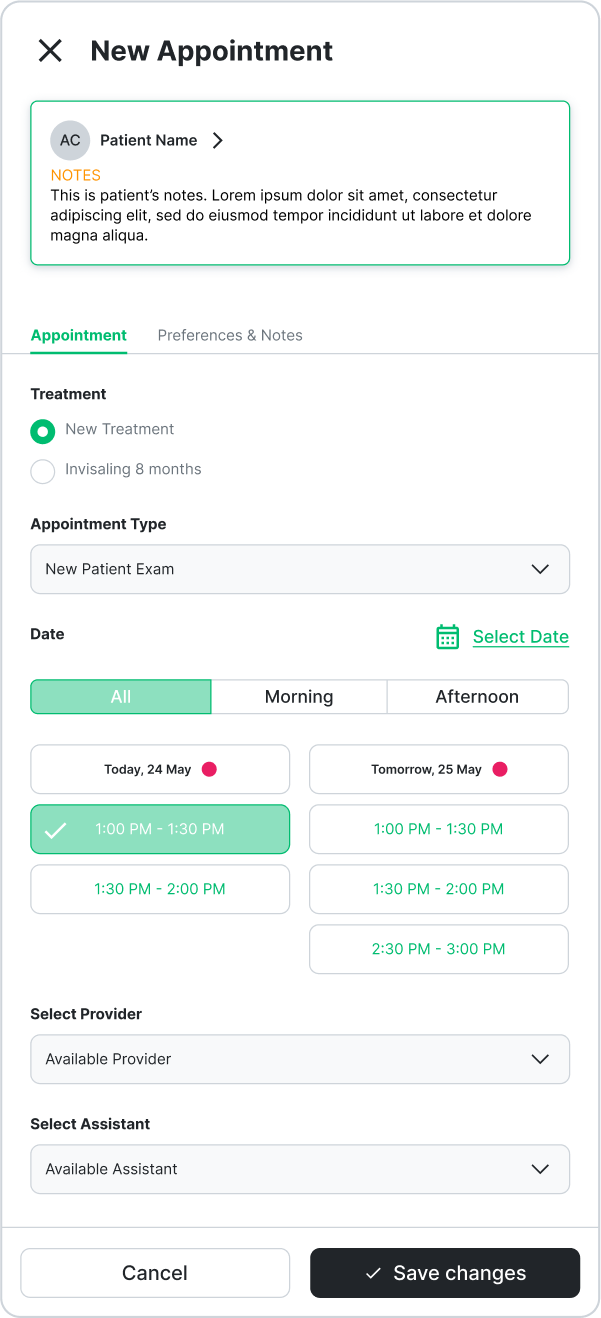 New Appointment
AC Patient Name
NOTES
This is patient’s notes. Lorem ipsum dolor sit amet, consectetur
adipiscing elit, sed do eiusmod tempor incididunt ut labore et dolore
magna aliqua.
Appointment Preferences & Notes
Treatment
New Treatment
Invisaling 8 months
Appointment Type
New Patient Exam
Date Select Date
All Morning Afternoon
Today, 24 May Tomorrow, 25 May
1:00 PM - 1:30 PM 1:00 PM - 1:30 PM
1:30 PM - 2:00 PM 1:30 PM - 2:00 PM
2:30 PM - 3:00 PM
Select Provider
Available Provider
Select Assistant
Available Assistant
Cancel Save changes